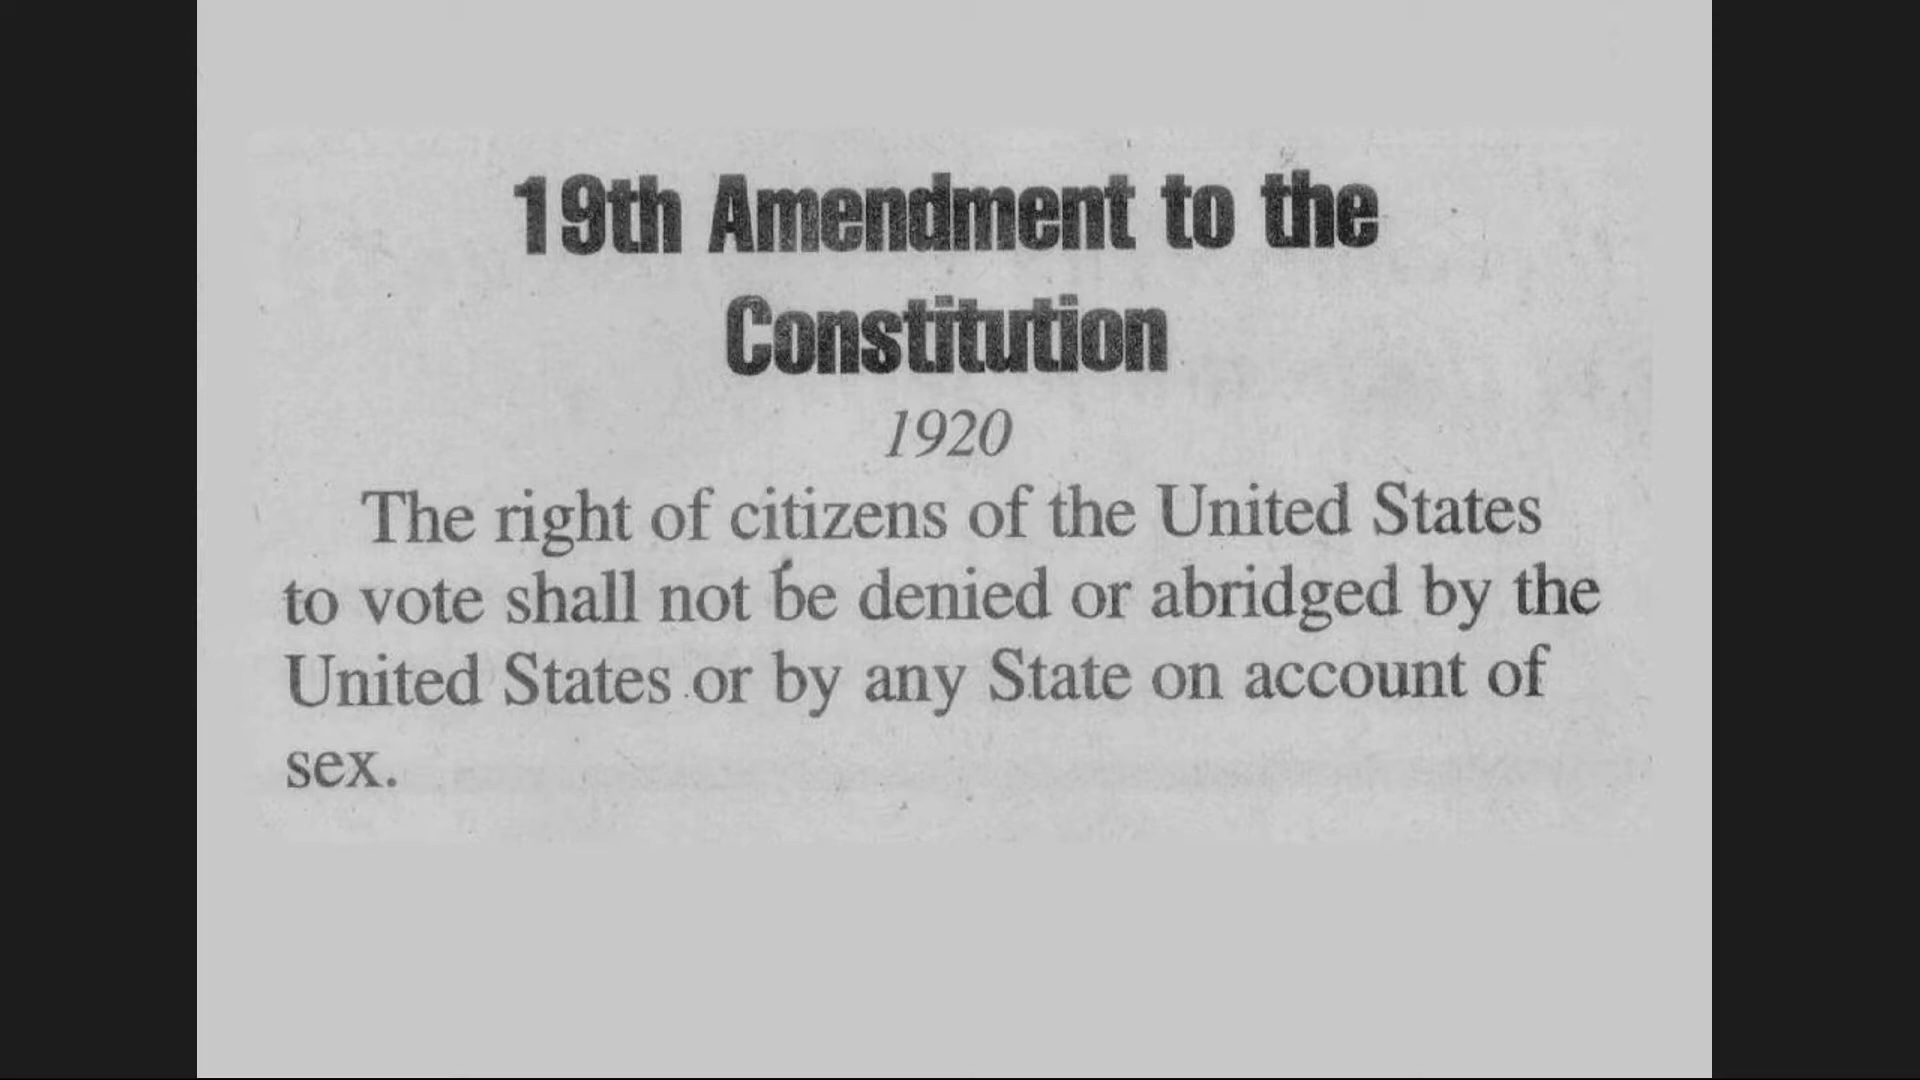 19th Amendment to the
Constitution
1920
The right of citizens of the United States
to vote shall not be denied or abridged by the
United States or by any State on account of
sex.